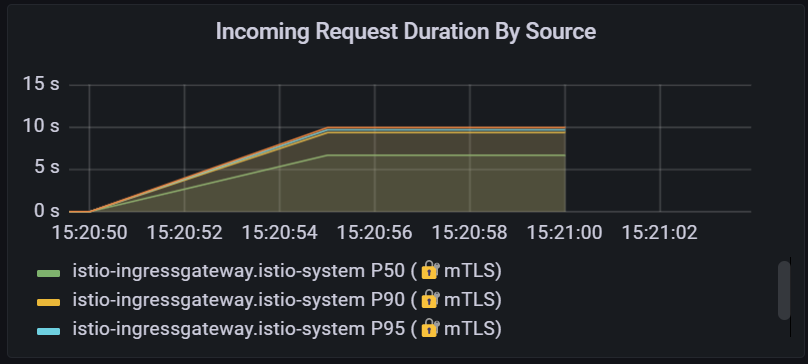 Incoming Request Duration By Source
15 s
10 s
5 s
0 s
15:20:50 15:20:52 15:20:54 15:20:56 15:20:58 15:21:00 15:21:02
istio-ingressgateway.istio-system P50 (🔐mTLS)
istio-ingressgateway.istio-system P90 (🔐mTLS)
istio-ingressgateway.istio-system P95 (🔐mTLS)